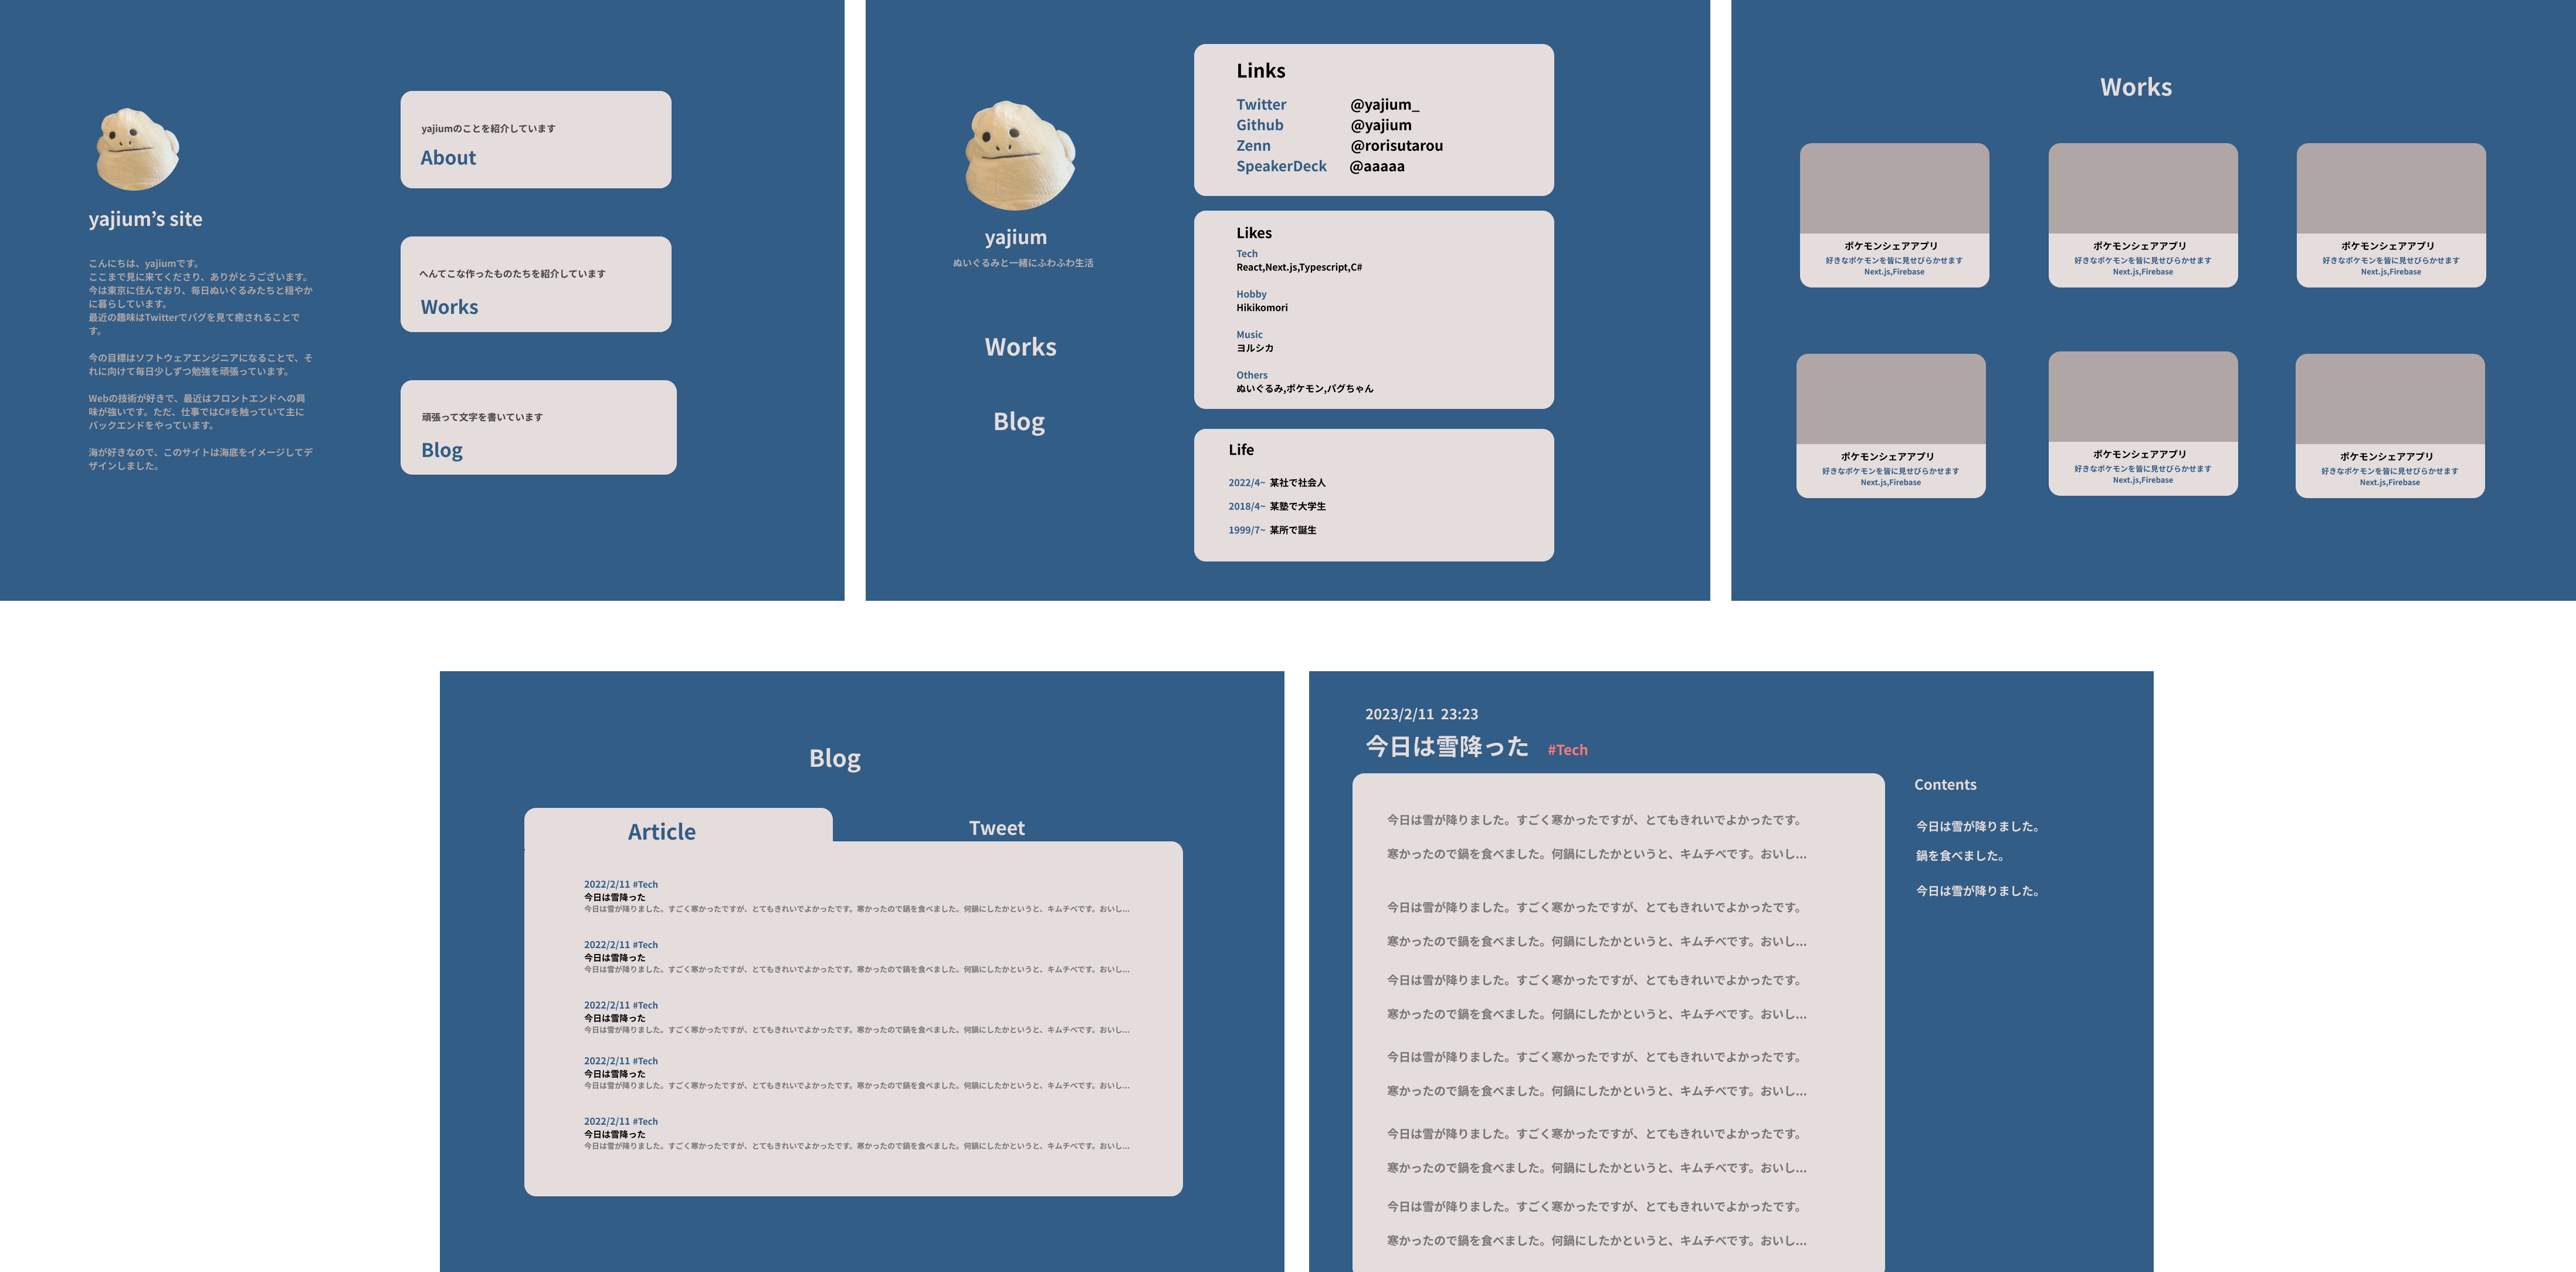 yajium’s site
こんにちは、yajiumです。
ここまで見に来てくださり、ありがとうございます。
今は東京に住んでおり、毎日ぬいぐるみたちと穏やか
に暮らしています。
最近の趣味はTwitterでパグを見て癒されることで
す。
今の目標はソフトウェアエンジニアになることで、そ
れに向けて毎日少しずつ勉強を頑張っています。
Webの技術が好きで、最近はフロントエンドへの興
味が強いです。ただ、仕事ではC#を触っていて主に
バックエンドをやっています。
海が好きなので、このサイトは海底をイメージしてデ
ザインしました。
yajiumのことを紹介しています
About
へんてこな作ったものたちを紹介しています
Works
頑張って文字を書いています
Blog
yajium
ぬいぐるみと一緒にふわふわ生活
Works
Blog
Links
Twitter @yajium_
Github @yajium
Zenn @rorisutarou
SpeakerDeck @aaaaa
Likes
Tech
React,Next.js,Typescript,C#
Hobby
Hikikomori
Music
ヨルシカ
Others
ぬいぐるみ,ポケモン,パグちゃん
Life
2022/4~ 某社で社会人
2018/4~ 某塾で大学生
1999/7~ 某所で誕生
Works
ポケモンシェアアプリ
好きなポケモンを皆に見せびらかせます
Next.js,Firebase
ポケモンシェアアプリ
好きなポケモンを皆に見せびらかせます
Next.js,Firebase
ポケモンシェアアプリ
好きなポケモンを皆に見せびらかせます
Next.js,Firebase
ポケモンシェアアプリ
好きなポケモンを皆に見せびらかせます
Next.js,Firebase
ポケモンシェアアプリ
好きなポケモンを皆に見せびらかせます
Next.js,Firebase
ポケモンシェアアプリ
好きなポケモンを皆に見せびらかせます
Next.js,Firebase
Blog
Article
Tweet
2022/2/11 #Tech
今日は雪降った
今日は雪が降りました。すごく寒かったですが、とてもきれいでよかったです。寒かったので鍋を食べました。何鍋にしたかというと、キムチべです。おいし...
2022/2/11 #Tech
今日は雪降った
今日は雪が降りました。すごく寒かったですが、とてもきれいでよかったです。寒かったので鍋を食べました。何鍋にしたかというと、キムチべです。おいし...
2022/2/11 #Tech
今日は雪降った
今日は雪が降りました。すごく寒かったですが、とてもきれいでよかったです。寒かったので鍋を食べました。何鍋にしたかというと、キムチべです。おいし...
2022/2/11 #Tech
今日は雪降った
今日は雪が降りました。すごく寒かったですが、とてもきれいでよかったです。寒かったので鍋を食べました。何鍋にしたかというと、キムチべです。おいし...
2022/2/11 #Tech
今日は雪降った
今日は雪が降りました。すごく寒かったですが、とてもきれいでよかったです。寒かったので鍋を食べました。何鍋にしたかというと、キムチべです。おいし...
2023/2/11 23:23
今日は雪降った #Tech
今日は雪が降りました。すごく寒かったですが、とてもきれいでよかったです。
寒かったので鍋を食べました。何鍋にしたかというと、キムチべです。おいし...
今日は雪が降りました。すごく寒かったですが、とてもきれいでよかったです。
寒かったので鍋を食べました。何鍋にしたかというと、キムチべです。おいし...
今日は雪が降りました。すごく寒かったですが、とてもきれいでよかったです。
寒かったので鍋を食べました。何鍋にしたかというと、キムチべです。おいし...
今日は雪が降りました。すごく寒かったですが、とてもきれいでよかったです。
寒かったので鍋を食べました。何鍋にしたかというと、キムチべです。おいし...
今日は雪が降りました。すごく寒かったですが、とてもきれいでよかったです。
寒かったので鍋を食べました。何鍋にしたかというと、キムチべです。おいし...
今日は雪が降りました。すごく寒かったですが、とてもきれいでよかったです。
寒かったので鍋を食べました。何鍋にしたかというと、キムチべです。おいし...
Contents
今日は雪が降りました。
鍋を食べました。
今日は雪が降りました。